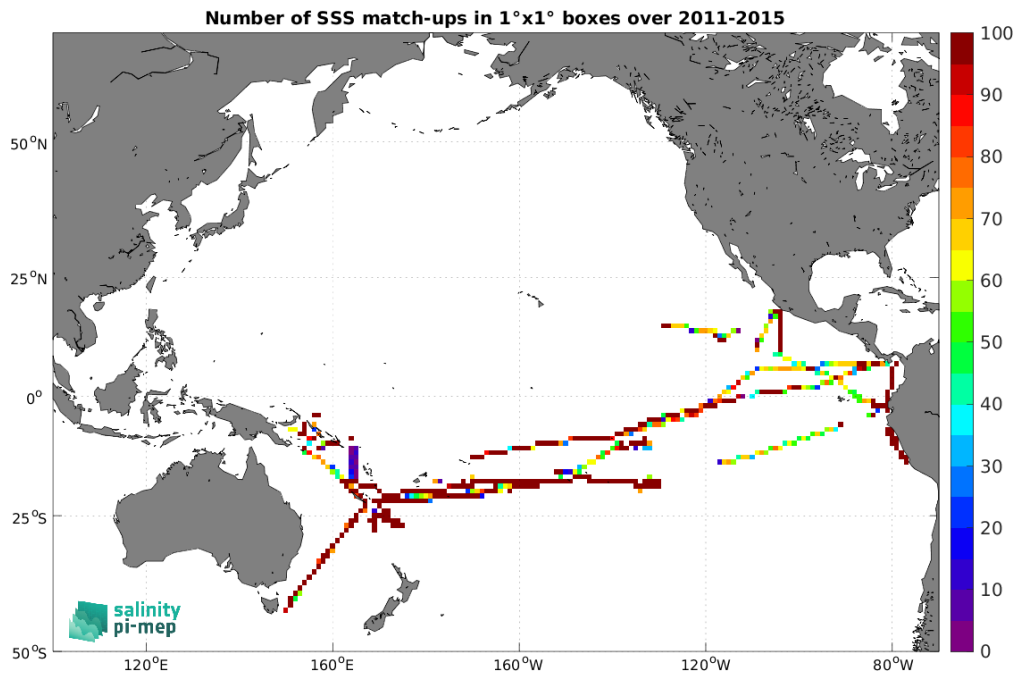 Number of SSS match-ups in 1°x1° boxes over 2011-2015
50°N
25°N
0°
25°S
50°S
120°E
160°E
160°W
120°W
80°W
100
90
80
70
60
50
40
30
20
10
0
salinity
pi-mep